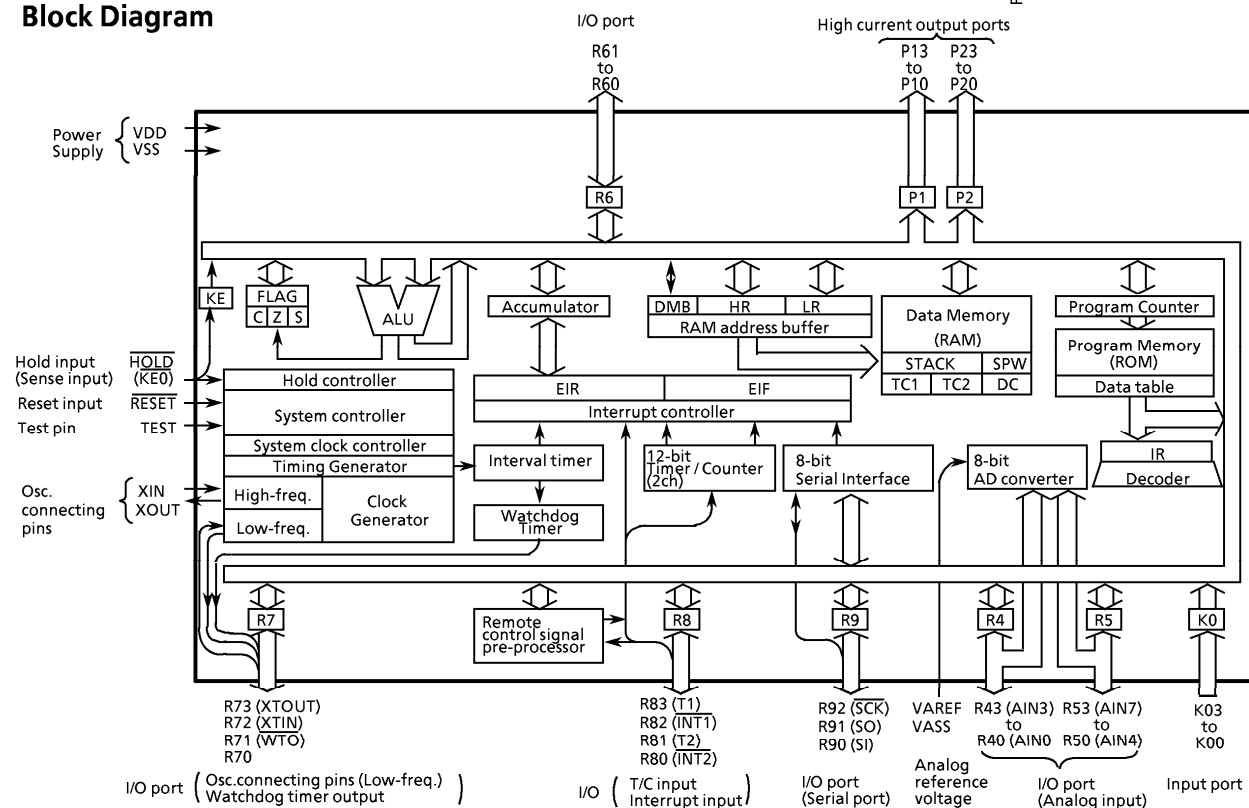 Block Diagram
I/O port
High current output ports
R61
to
R60
P13
to
P10
P23
to
P20
Power
Supply
VDD
VSS
R6
P1
P2
KE
FLAG
C Z S
ALU
Accumulator
DMB HR LR
RAM address buffer
Data Memory
(RAM)
STACK SPW
TC1 TC2 DC
Program Counter
Program Memory
(ROM)
Data table
Hold input
(Sense input)
HOLD
(KE0)
Reset input
RESET
Test pin
TEST
Hold controller
System controller
System clock controller
Timing Generator
High-freq.
Low-freq.
Clock
Generator
EIR EIF
Interrupt controller
Interval timer
Watchdog
Timer
12-bit
Timer / Counter
(2ch)
8-bit
Serial Interface
8-bit
AD converter
IR
Decoder
Osc.
connecting
pins
XIN
XOUT
R7
Remote
control signal
pre-processor
R8
R9
R4
R5
K0
R73 (XTOUT)
R72 (XTIN)
R71 (WTO)
R70
R83 (T1)
R82 (INT1)
R81 (T2)
R80 (INT2)
R92 (SCK)
R91 (SO)
R90 (SI)
VAREF
VASS
R43 (AIN3)
to
R40 (AIN0
R53 (AIN7)
to
R50 (AIN4)
K03
to
K00
I/O port
(Osc.connecting pins (Low-freq.)
Watchdog timer output)
I/O
(T/C input
Interrupt input)
I/O port
(Serial port)
Analog
reference
voltage
I/O port
(Analog input)
Input port